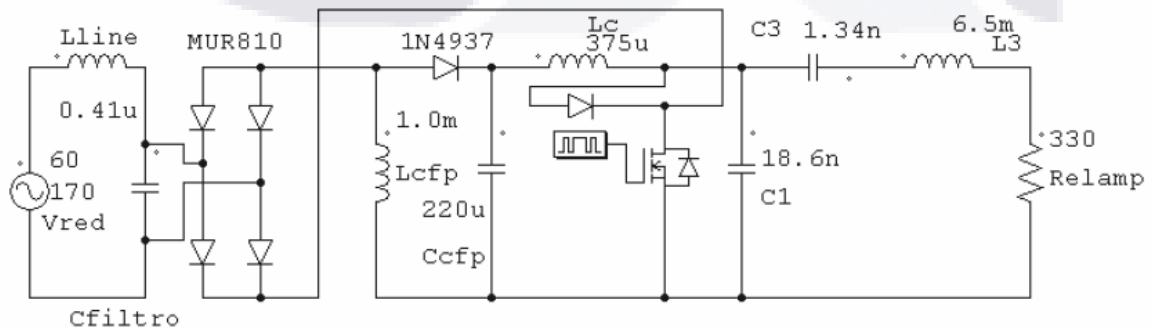 Lline
MUR810
1N4937
Lc
375u
C3 1.34n
6.5m
L3
0.41u
1.0m
60
170
Vred
Lcfp
220u
Ccfp
18.6n
C1
330
Relamp
Cfiltro